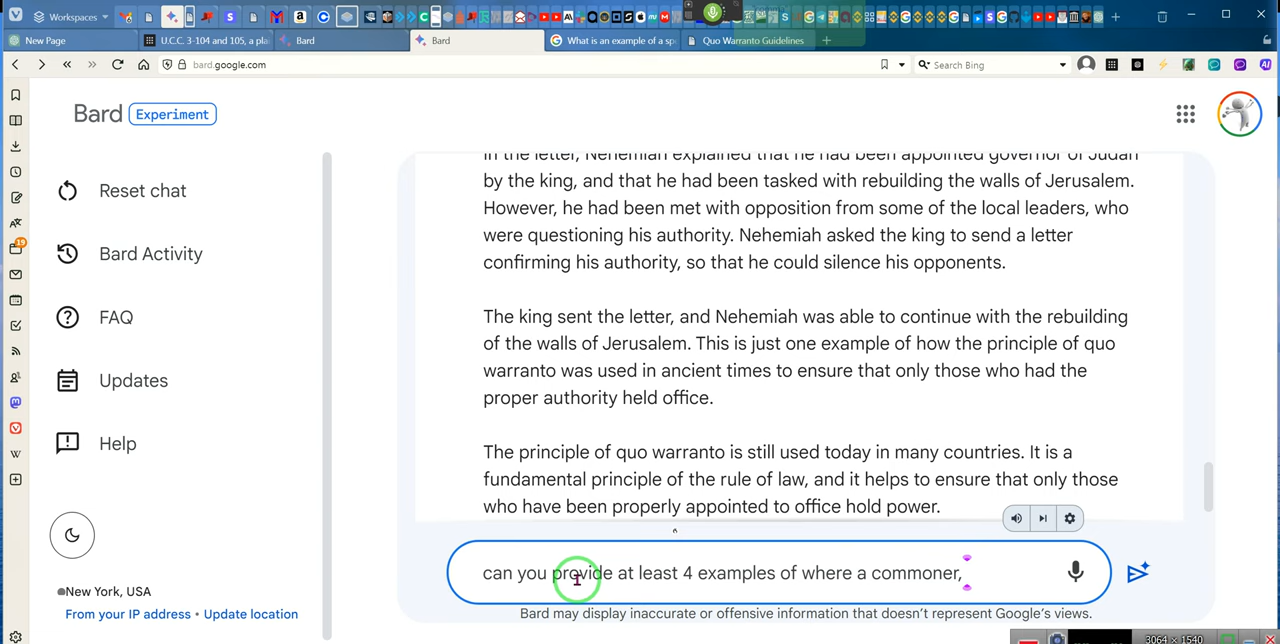 Workspaces
New Page
U.C.C. 3-104 and 105, a pla
Bard
Bard
What is an example of a sp
Quo Warranto Guidelines
bard.google.com
Search Bing
Bard Experiment
Reset chat
Bard Activity
FAQ
Updates
Help
New York, USA
From your IP address • Update location
19
In the letter, Nehemiah explained that he had been appointed governor of Judah
by the king, and that he had been tasked with rebuilding the walls of Jerusalem.
However, he had been met with opposition from some of the local leaders, who
were questioning his authority. Nehemiah asked the king to send a letter
confirming his authority, so that he could silence his opponents.
The king sent the letter, and Nehemiah was able to continue with the rebuilding
of the walls of Jerusalem. This is just one example of how the principle of quo
warranto was used in ancient times to ensure that only those who had the
proper authority held office.
The principle of quo warranto is still used today in many countries. It is a
fundamental principle of the rule of law, and it helps to ensure that only those
who have been properly appointed to office hold power.
can you provide at least 4 examples of where a commoner,
Bard may display inaccurate or offensive information that doesn't represent Google's views.
3064 × 1540